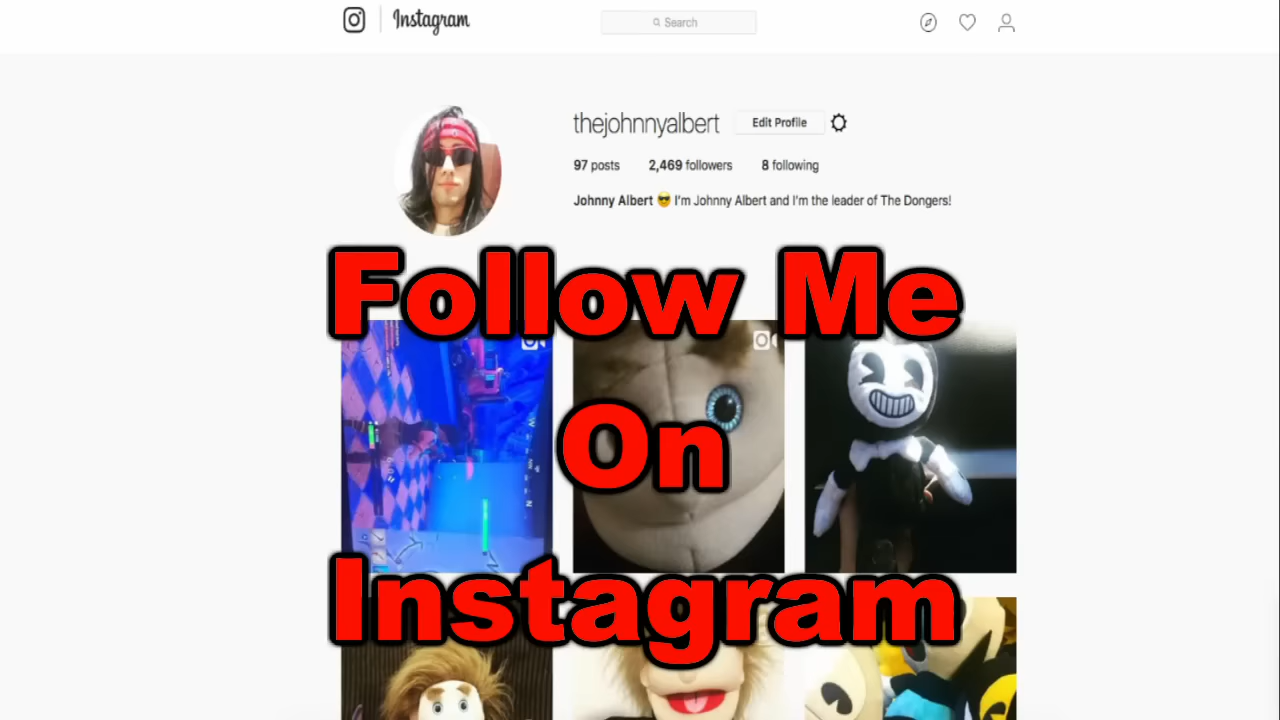 Instagram
Search
thejohnnyalbert Edit Profile
97 posts 2,469 followers 8 following
Johnny Albert 😎 I'm Johnny Albert and I'm the leader of The Dongers!
Follow Me
On
Instagram